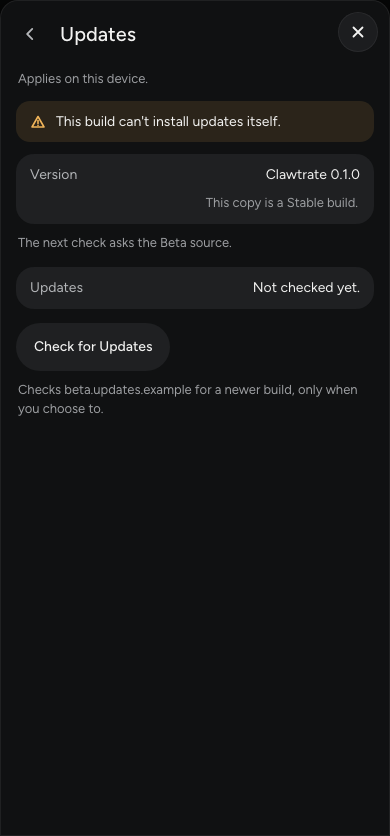 Updates
Applies on this device.
This build can't install updates itself.
Version Clawtrate 0.1.0
This copy is a Stable build.
The next check asks the Beta source.
Updates Not checked yet.
Check for Updates
Checks beta.updates.example for a newer build, only when
you choose to.